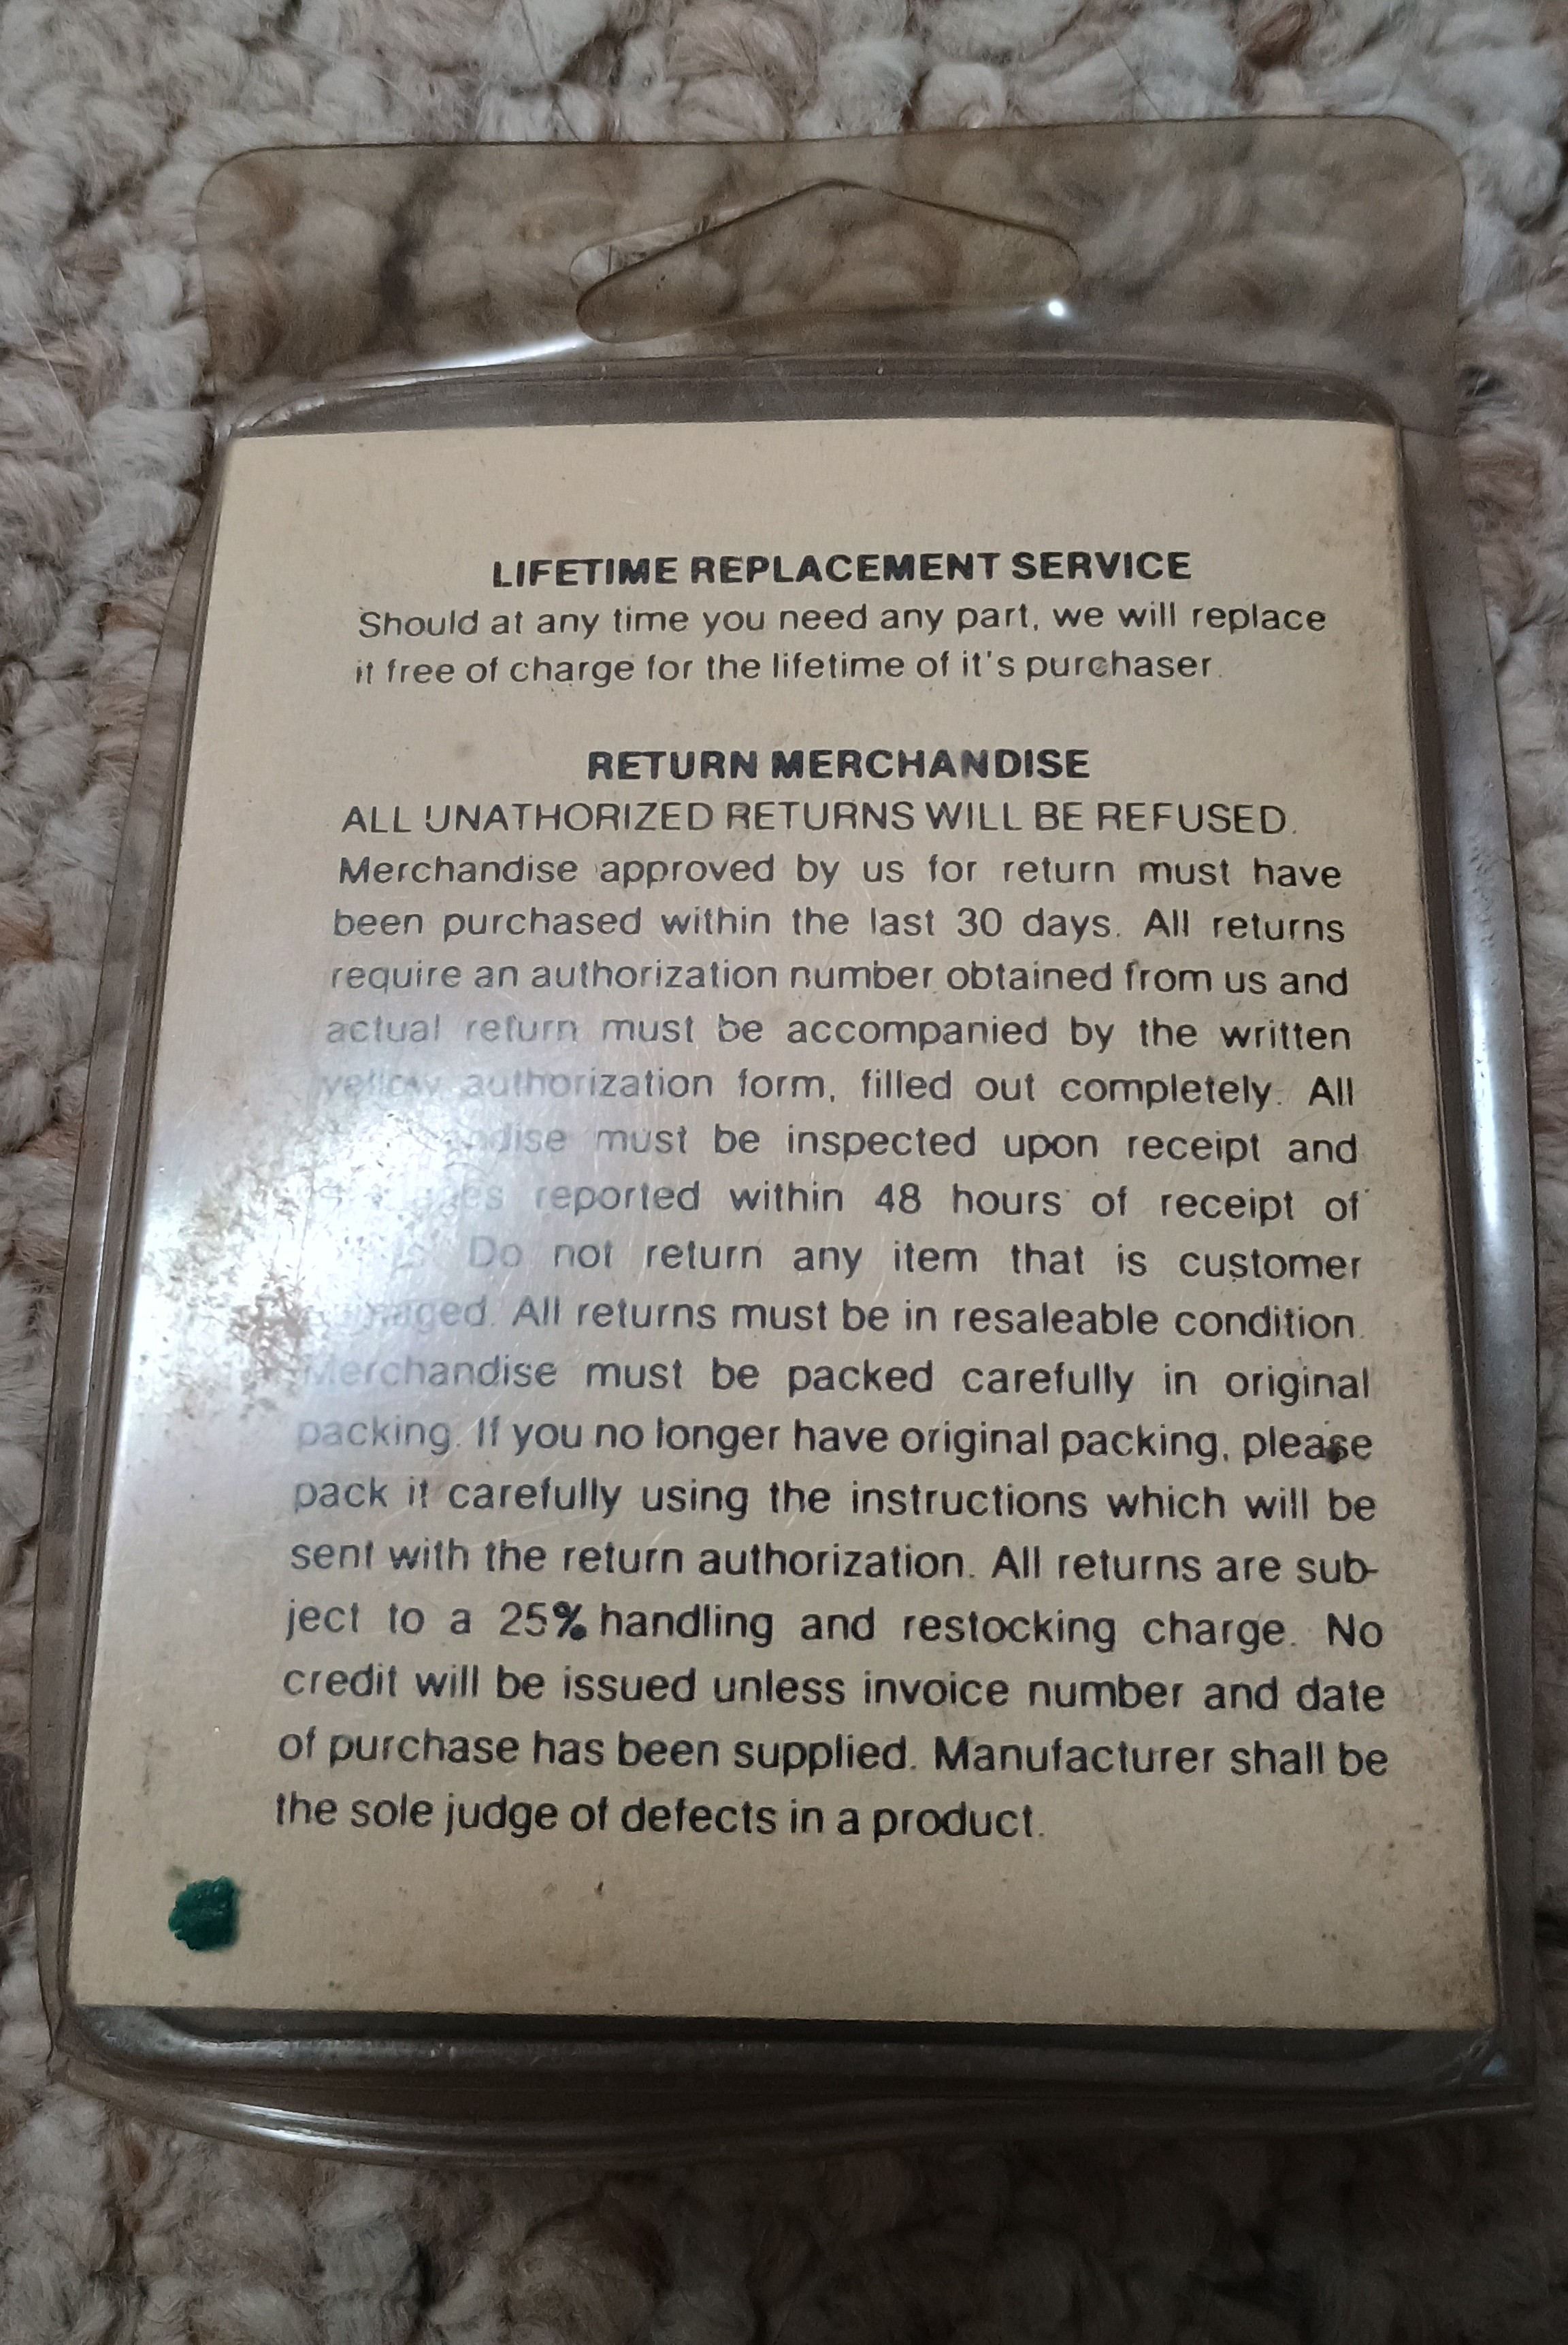 LIFETIME REPLACEMENT SERVICE
Should at any time you need any part, we will replace
it free of charge for the lifetime of it's purchaser.
RETURN MERCHANDISE
ALL UNATHORIZED RETURNS WILL BE REFUSED.
Merchandise approved by us for return must have
been purchased within the last 30 days. All returns
require an authorization number obtained from us and
actual return must be accompanied by the written
yellow authorization form, filled out completely. All
must be inspected upon receipt and
reported within 48 hours of receipt of
Do not return any item that is customer
damaged. All returns must be in resaleable condition.
Merchandise must be packed carefully in original
packing. If you no longer have original packing, please
pack it carefully using the instructions which will be
sent with the return authorization. All returns are sub-
ject to a 25% handling and restocking charge. No
credit will be issued unless invoice number and date
of purchase has been supplied. Manufacturer shall be
the sole judge of defects in a product.